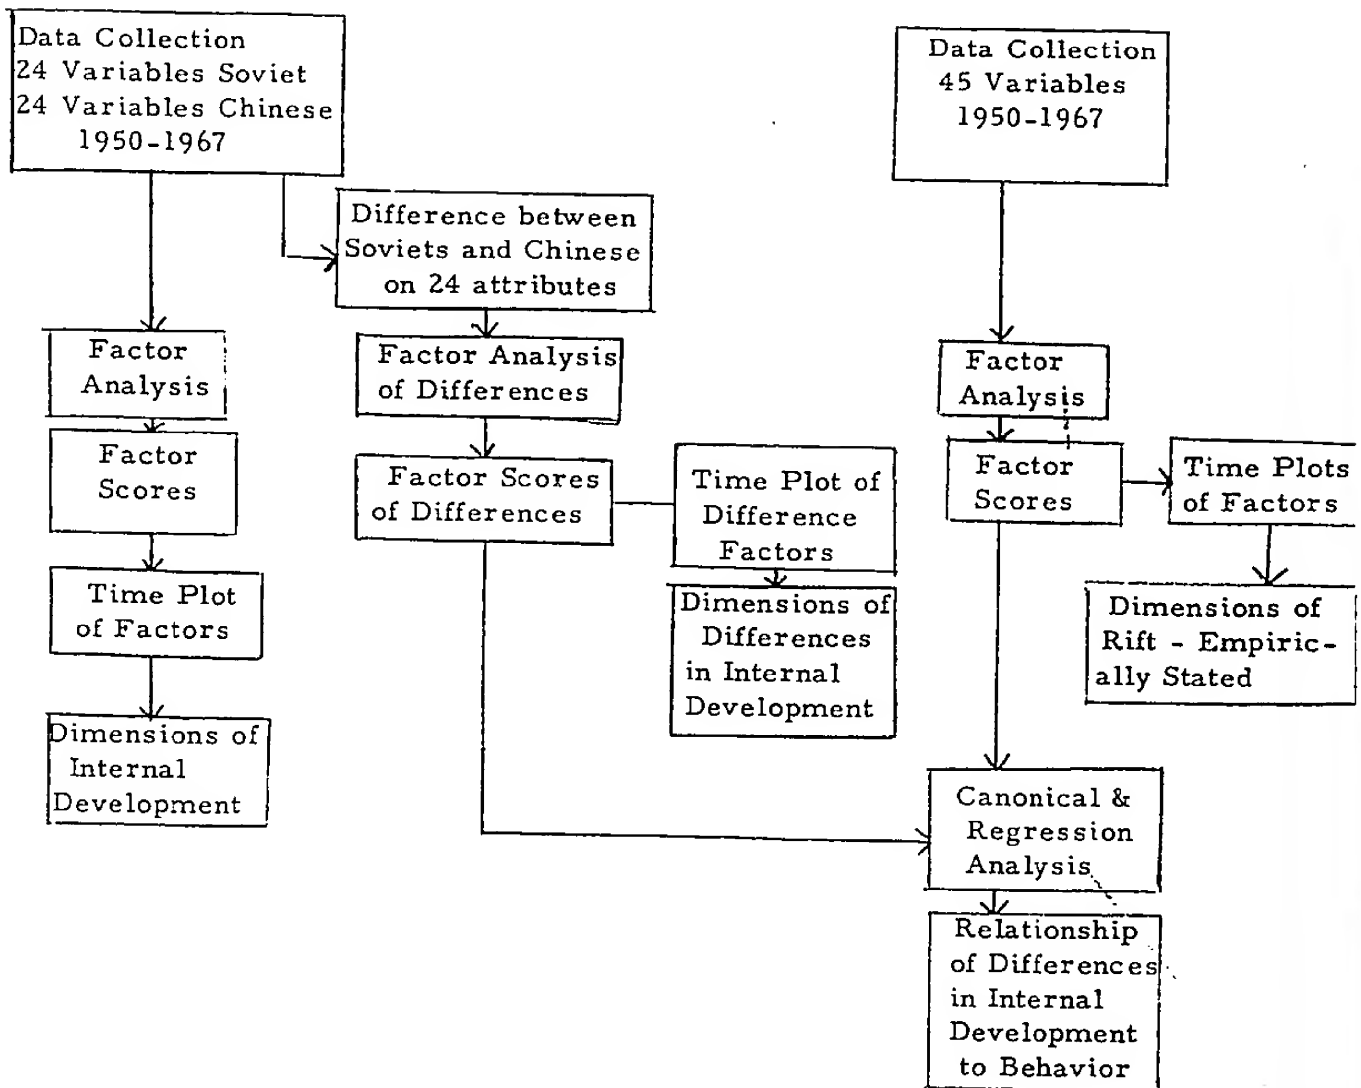 Data Collection
24 Variables Soviet
24 Variables Chinese
1950-1967
Difference between
Soviets and Chinese
on 24 attributes
Factor
Analysis
Factor
Scores
Time Plot
of Factors
Dimensions of
Internal
Development
Factor Analysis
of Differences
Factor Scores
of Differences
Time Plot of
Difference
Factors
Dimensions of
Differences
in Internal
Development
Data Collection
45 Variables
1950-1967
Factor
Analysis
Factor
Scores
Time Plots
of Factors
Dimensions of
Rift - Empiric-
ally Stated
Canonical &
Regression
Analysis
Relationship
of Differences
in Internal
Development
to Behavior